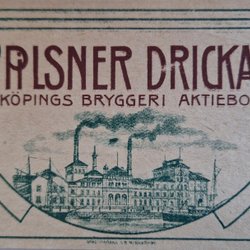 PILSNER DRICKA
KÖPINGS BRYGGERI AKTIEBO